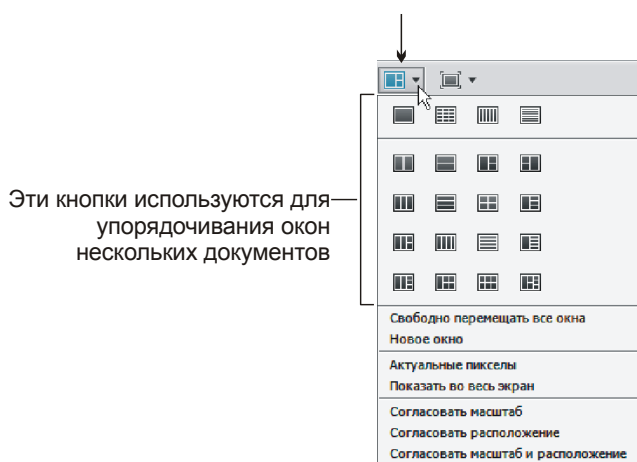 Эти кнопки используются для
упорядочивания окон
нескольких документов
Свободно перемещать все окна
Новое окно
Актуальные пикселы
Показать во весь экран
Согласовать масштаб
Согласовать расположение
Согласовать масштаб и расположение